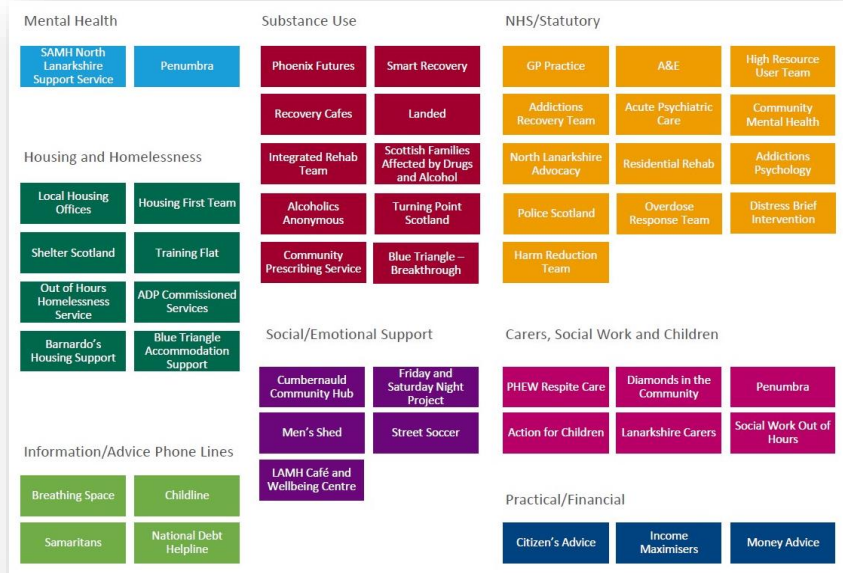 Mental Health
SAMH North
Lanarkshire
Support Service
Penumbra
Housing and Homelessness
Local Housing
Offices
Housing First Team
Shelter Scotland
Training Flat
Out of Hours
Homelessness
Service
ADP Commissioned
Services
Barnardo's
Housing Support
Blue Triangle
Accommodation
Support
Information/Advice Phone Lines
Breathing Space
Childline
Samaritans
National Debt
Helpline
Substance Use
Phoenix Futures
Smart Recovery
Recovery Cafes
Landed
Integrated Rehab
Team
Scottish Families
Affected by Drugs
and Alcohol
Alcoholics
Anonymous
Turning Point
Scotland
Community
Prescribing Service
Blue Triangle –
Breakthrough
Social/Emotional Support
Cumbernauld
Community Hub
Friday and
Saturday Night
Project
Men's Shed
Street Soccer
LAMH Café and
Wellbeing Centre
NHS/Statutory
GP Practice
A&E
High Resource
User Team
Addictions
Recovery Team
Acute Psychiatric
Care
Community
Mental Health
North Lanarkshire
Advocacy
Residential Rehab
Addictions
Psychology
Police Scotland
Overdose
Response Team
Distress Brief
Intervention
Harm Reduction
Team
Carers, Social Work and Children
PHEW Respite Care
Diamonds in the
Community
Penumbra
Action for Children
Lanarkshire Carers
Social Work Out of
Hours
Practical/Financial
Citizen's Advice
Income
Maximisers
Money Advice